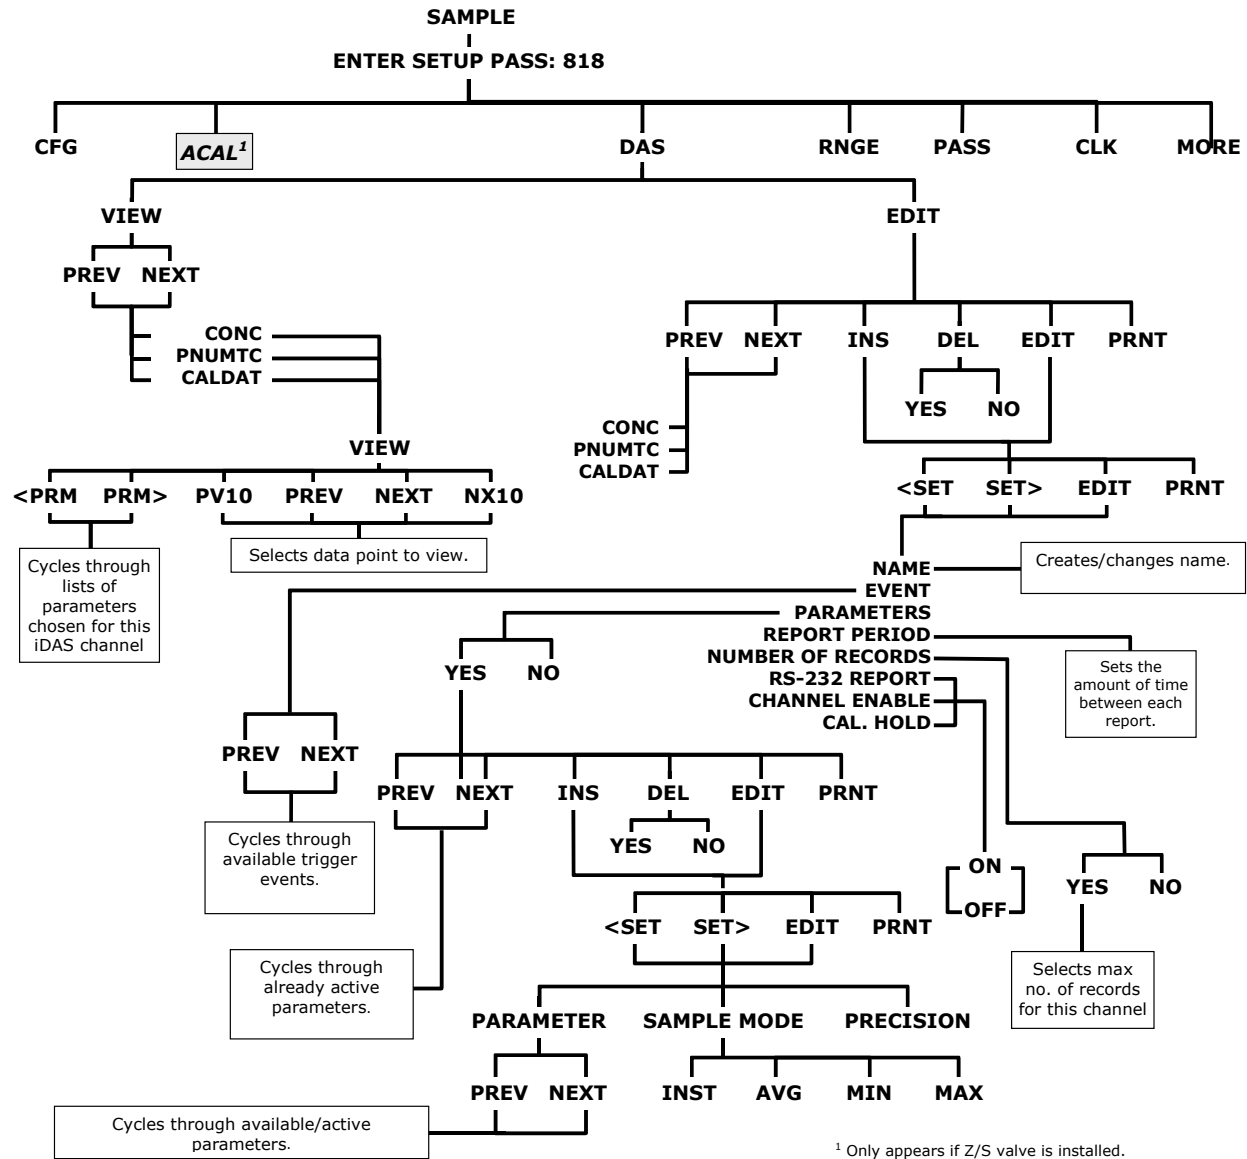 SAMPLE
ENTER SETUP PASS: 818
CFG
ACAL¹
DAS
RNGE
PASS
CLK
MORE
VIEW
EDIT
PREV
NEXT
CONC
PNUMTC
CALDAT
VIEW
<PRM
PRM>
PV10
PREV
NEXT
NX10
Cycles through
lists of
parameters
chosen for this
iDAS channel
Selects data point to view.
PREV
NEXT
INS
DEL
EDIT
PRNT
YES
NO
CONC
PNUMTC
CALDAT
<SET
SET>
EDIT
PRNT
NAME
EVENT
PARAMETERS
REPORT PERIOD
NUMBER OF RECORDS
RS-232 REPORT
CHANNEL ENABLE
CAL. HOLD
Creates/changes name.
Sets the
amount of time
between each
report.
YES
NO
PREV
NEXT
Cycles through
available trigger
events.
PREV
NEXT
INS
DEL
EDIT
PRNT
YES
NO
ON
OFF
YES
NO
Selects max
no. of records
for this channel
Cycles through
already active
parameters.
<SET
SET>
EDIT
PRNT
PARAMETER
SAMPLE MODE
PRECISION
PREV
NEXT
INST
AVG
MIN
MAX
Cycles through available/active
parameters.
¹ Only appears if Z/S valve is installed.